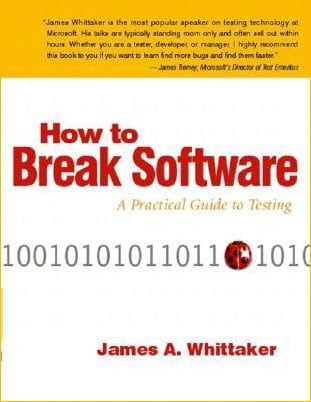 "James Whittaker is the most popular speaker on testing technology at
Microsoft. His talks are typically standing room only and often sell out within
hours. Whether you are a tester, developer, or manager, I highly recommend
this book to you if you want to learn find more bugs and find them faster."
— James Tierney, Microsoft's Director of Test Emeritus
How to
Break Software
A Practical Guide to Testing
10010101011011 1010
James A. Whittaker